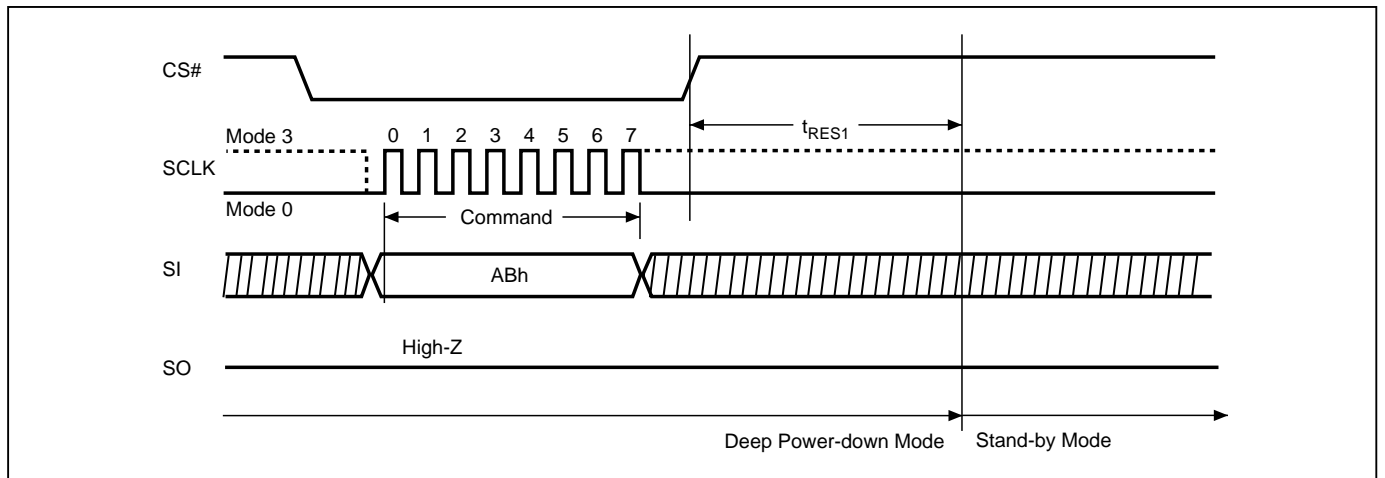 CS#
tRES1
Mode 3
0 1 2 3 4 5 6 7
SCLK
Mode 0
Command
SI
ABh
High-Z
SO
Deep Power-down Mode
Stand-by Mode